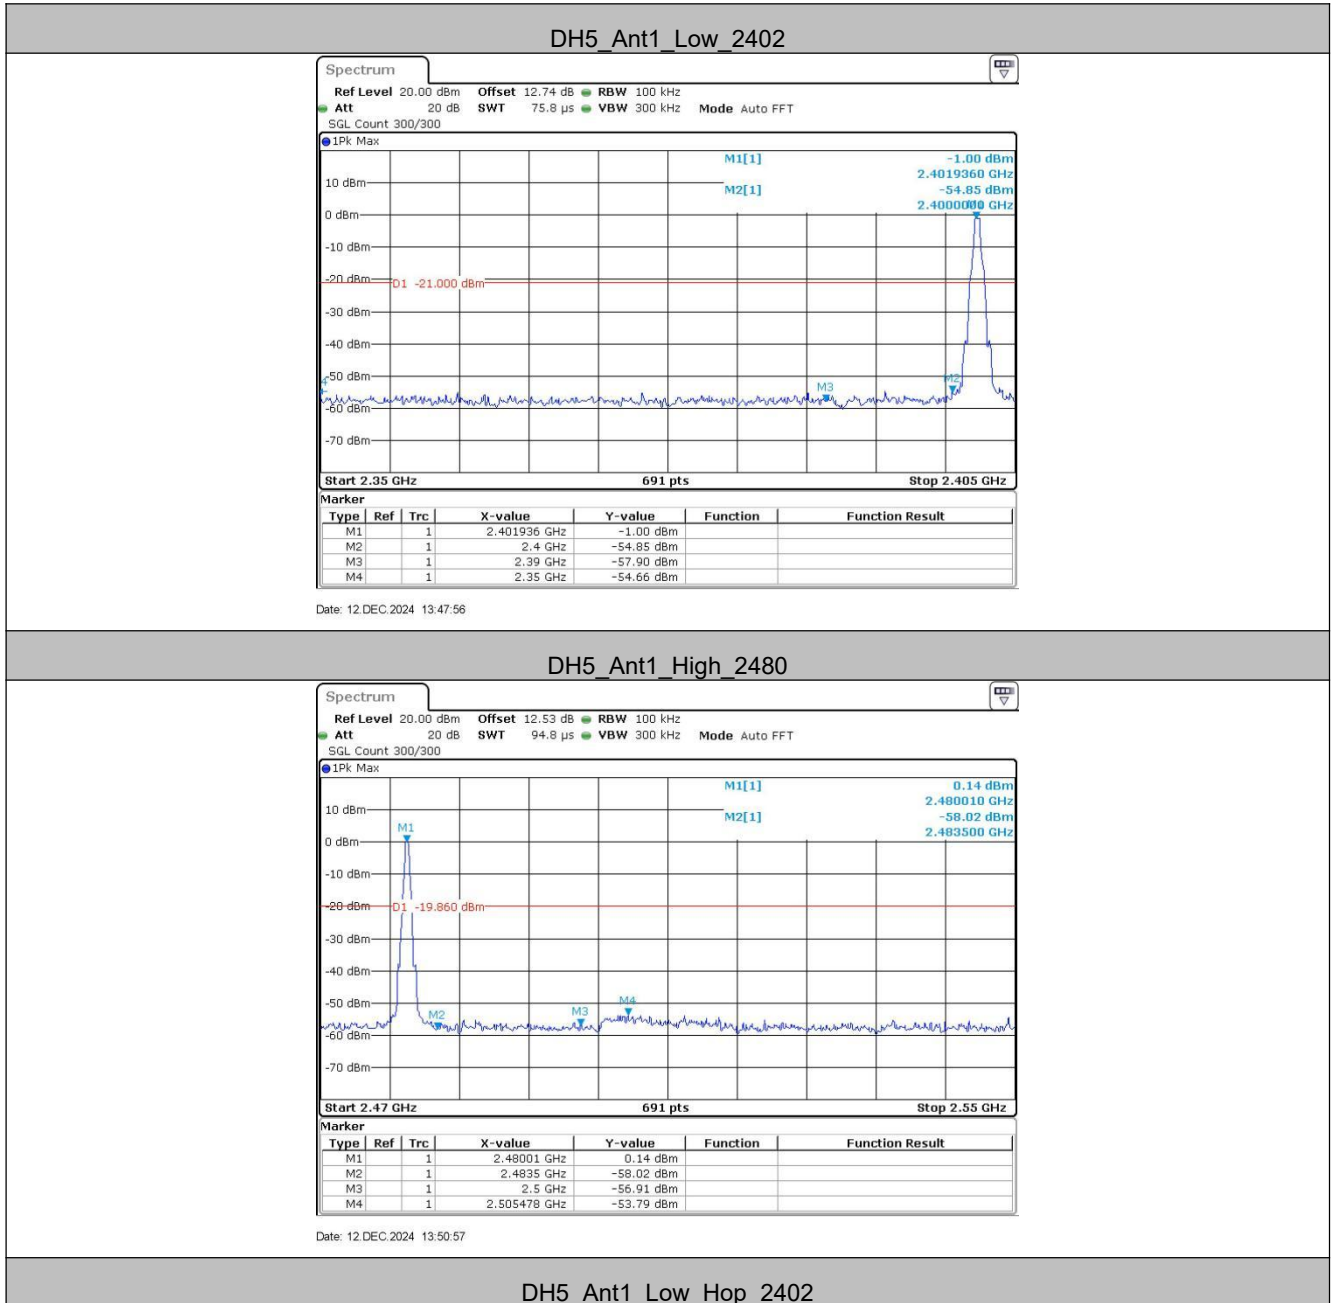 DH5_Ant1_Low_2402
Spectrum
Ref Level 20.00 dBm Offset 12.74 dB RBW 100 kHz
Att 20 dB SWT 75.8 µs VBW 300 kHz Mode Auto FFT
SGL Count 300/300
1Pk Max
M1[1] -1.00 dBm
2.4019360 GHz
10 dBm
M2[1] -54.85 dBm
2.4000000 GHz
0 dBm
-10 dBm
-20 dBm
D1 -21.000 dBm
-30 dBm
-40 dBm
-50 dBm
M3
M2
-60 dBm
-70 dBm
Start 2.35 GHz 691 pts Stop 2.405 GHz
Marker
Type Ref Trc X-value Y-value Function Function Result
M1 1 2.401936 GHz -1.00 dBm
M2 1 2.4 GHz -54.85 dBm
M3 1 2.39 GHz -57.90 dBm
M4 1 2.35 GHz -54.66 dBm
Date: 12.DEC.2024 13:47:56
DH5_Ant1_High_2480
Spectrum
Ref Level 20.00 dBm Offset 12.53 dB RBW 100 kHz
Att 20 dB SWT 94.8 µs VBW 300 kHz Mode Auto FFT
SGL Count 300/300
1Pk Max
M1[1] 0.14 dBm
2.480010 GHz
10 dBm
M2[1] -58.02 dBm
2.483500 GHz
M1
0 dBm
-10 dBm
-20 dBm
D1 -19.860 dBm
-30 dBm
-40 dBm
-50 dBm
M2 M3 M4
-60 dBm
-70 dBm
Start 2.47 GHz 691 pts Stop 2.55 GHz
Marker
Type Ref Trc X-value Y-value Function Function Result
M1 1 2.48001 GHz 0.14 dBm
M2 1 2.4835 GHz -58.02 dBm
M3 1 2.5 GHz -56.91 dBm
M4 1 2.505478 GHz -53.79 dBm
Date: 12.DEC.2024 13:50:57
DH5_Ant1_Low_Hop_2402